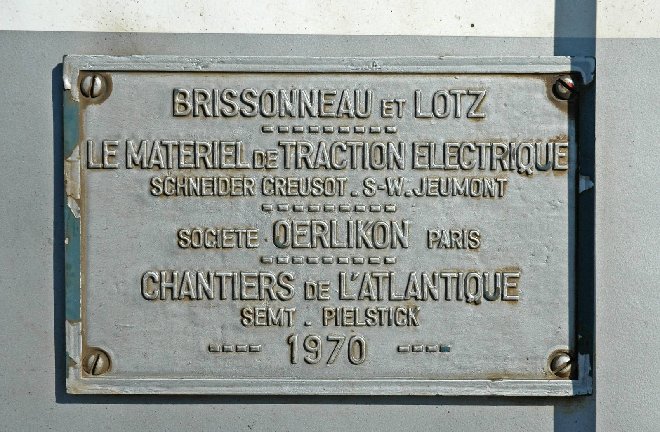 BRISSONNEAU ET LOTZ
LE MATERIEL DE TRACTION ELECTRIQUE
SCHNEIDER CREUSOT . S-W. JEUMONT
SOCIETE . OERLIKON PARIS
CHANTIERS DE L'ATLANTIQUE
SEMT . PIELSTICK
1970